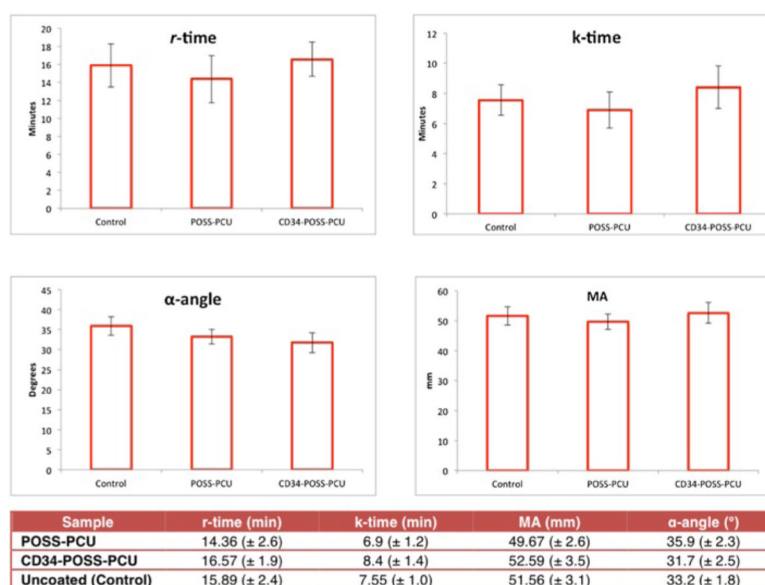 r-time
20
18
16
14
12
10
8
6
4
2
0
Minutes
Control POSS-PCU CD34-POSS-PCU
k-time
12
10
8
6
4
2
0
Minutes
Control POSS-PCU CD34-POSS-PCU
α-angle
45
40
35
30
25
20
15
10
5
0
Degrees
Control POSS-PCU CD34-POSS-PCU
MA
60
50
40
30
20
10
0
mm
Control POSS-PCU CD34-POSS-PCU
Sample r-time (min) k-time (min) MA (mm) α-angle (°)
POSS-PCU 14.36 (± 2.6) 6.9 (± 1.2) 49.67 (± 2.6) 35.9 (± 2.3)
CD34-POSS-PCU 16.57 (± 1.9) 8.4 (± 1.4) 52.59 (± 3.5) 31.7 (± 2.5)
Uncoated (Control) 15.89 (± 2.4) 7.55 (± 1.0) 51.56 (± 3.1) 33.2 (± 1.8)